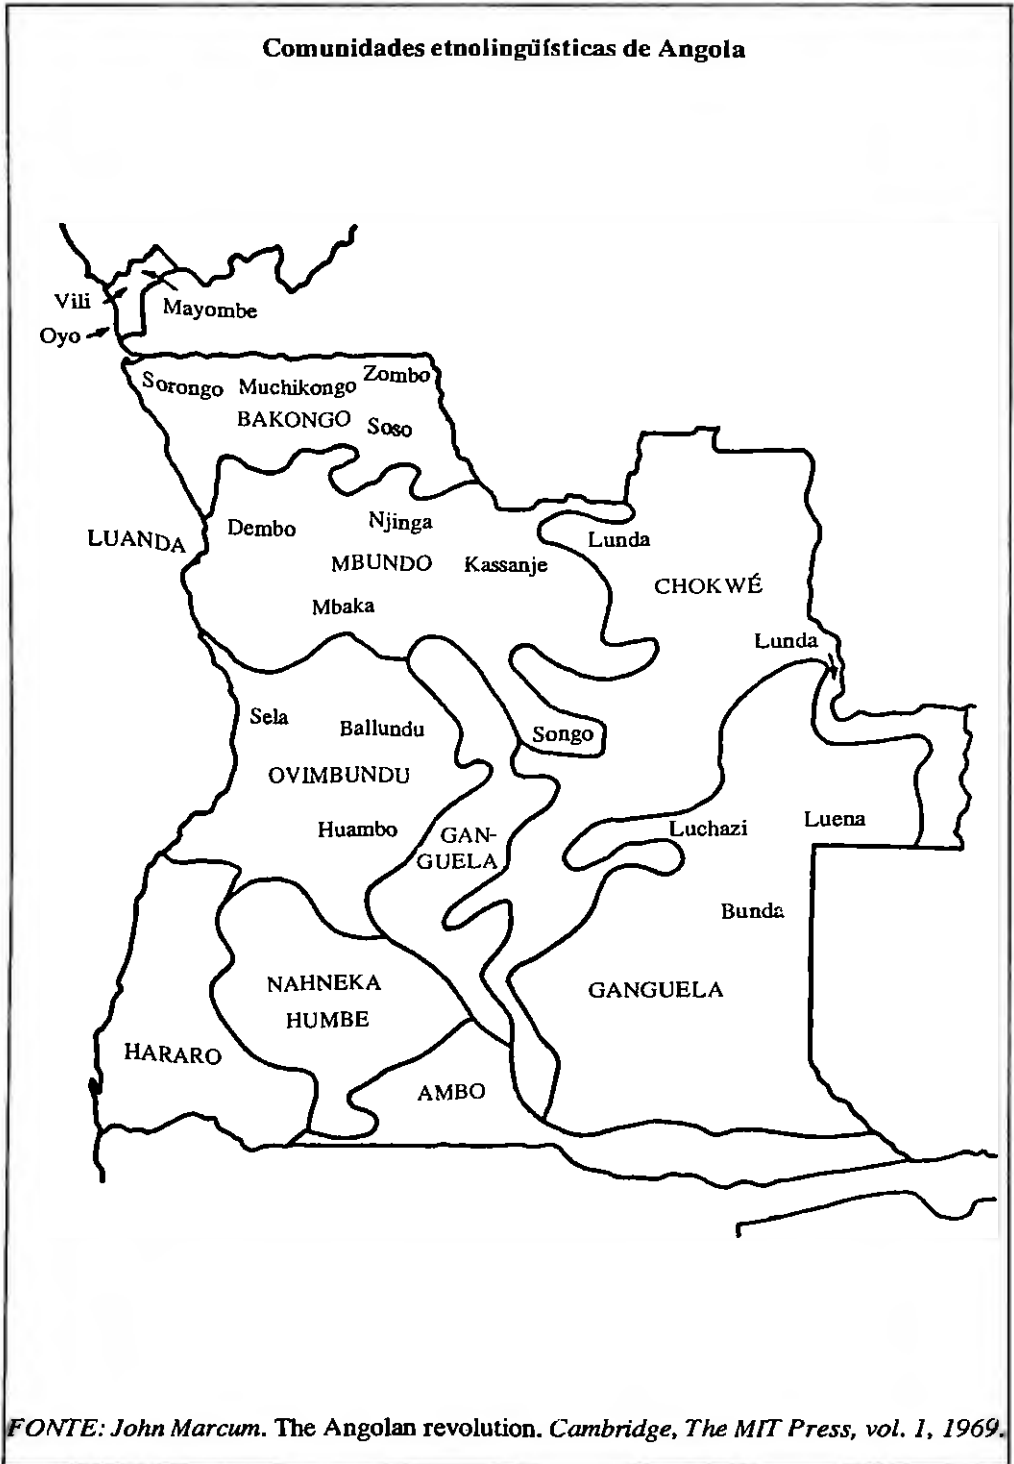 Comunidades etnolingüísticas de Angola
Vili
Mayombe
Oyo
Sorongo
Muchikongo
Zombo
BAKONGO
Soso
LUANDA
Dembo
Njinga
MBUNDO
Kassanje
Mbaka
Lunda
CHOKWÉ
Lunda
Sela
Ballundu
Songo
OVIMBUNDU
Huambo
GAN-
GUELA
Luchazi
Luena
Bunda
NAHNEKA
HUMBE
GANGUELA
HARARO
AMBO
FONTE: John Marcum. The Angolan revolution. Cambridge, The MIT Press, vol. 1, 1969.